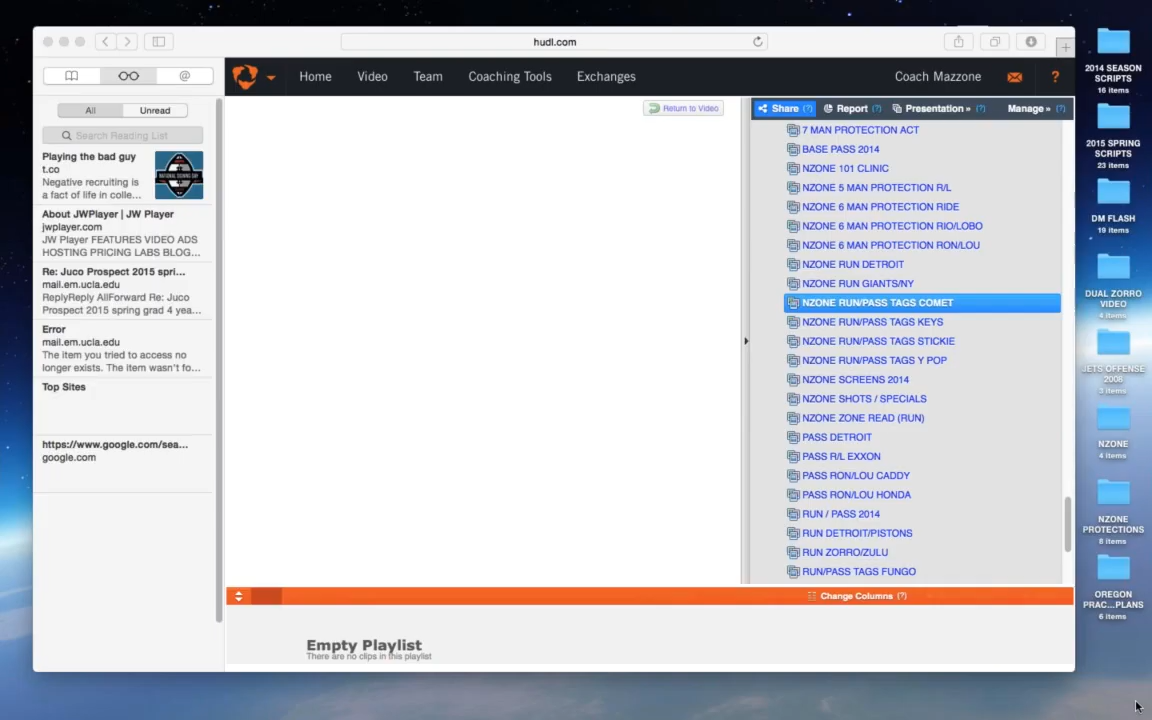 hudl.com
Home Video Team Coaching Tools Exchanges Coach Mazzone ?
All Unread
Search Reading List
Playing the bad guy
t.co
Negative recruiting is
a fact of life in colle...
About JWPlayer | JW Player
jwplayer.com
JW Player FEATURES VIDEO ADS
HOSTING PRICING LABS BLOG...
Re: Juco Prospect 2015 spri...
mail.em.ucla.edu
ReplyReply AllForward Re: Juco
Prospect 2015 spring grad 4 yea...
Error
mail.em.ucla.edu
The item you tried to access no
longer exists. The item wasn't fo...
Top Sites
https://www.google.com/sea...
google.com
Return to Video
Share (?) Report (?) Presentation » (?) Manage » (?)
7 MAN PROTECTION ACT
BASE PASS 2014
NZONE 101 CLINIC
NZONE 5 MAN PROTECTION R/L
NZONE 6 MAN PROTECTION RIDE
NZONE 6 MAN PROTECTION RIO/LOBO
NZONE 6 MAN PROTECTION RON/LOU
NZONE RUN DETROIT
NZONE RUN GIANTS/NY
NZONE RUN/PASS TAGS COMET
NZONE RUN/PASS TAGS KEYS
NZONE RUN/PASS TAGS STICKIE
NZONE RUN/PASS TAGS Y POP
NZONE SCREENS 2014
NZONE SHOTS / SPECIALS
NZONE ZONE READ (RUN)
PASS DETROIT
PASS R/L EXXON
PASS RON/LOU CADDY
PASS RON/LOU HONDA
RUN / PASS 2014
RUN DETROIT/PISTONS
RUN ZORRO/ZULU
RUN/PASS TAGS FUNGO
Change Columns (?)
Empty Playlist
There are no clips in this playlist
2014 SEASON
SCRIPTS
16 items
2015 SPRING
SCRIPTS
23 items
DM FLASH
19 items
DUAL ZORRO
VIDEO
4 items
JETS OFFENSE
2008
3 items
NZONE
4 items
NZONE
PROTECTIONS
8 items
OREGON
PRAC...PLANS
6 items